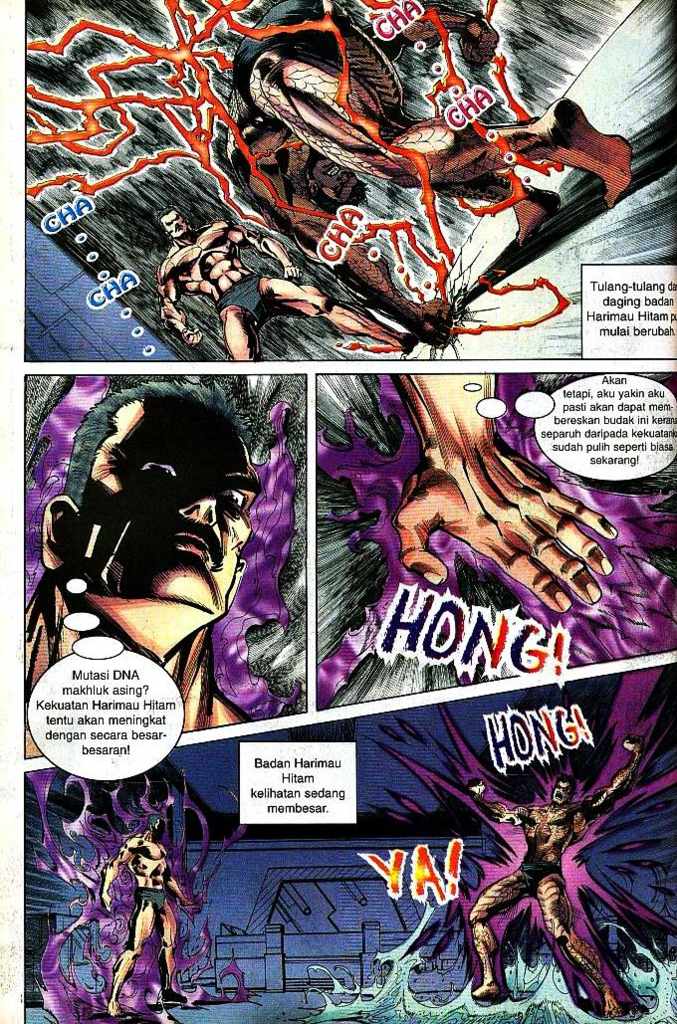 CHA
CHA
CHA
CHA
CHA
Tulang-tulang
daging badan
Harimau Hitam
mulai berubah.
Akan
tetapi, aku yakin aku
pasti akan dapat mem-
bereskan budak ini
separuh daripada
sudah pulih seperti biasa
sekarang!
HONG!
Mutasi DNA
makhluk asing?
Kekuatan Harimau Hitam
tentu akan meningkat
dengan secara besar-
besaran!
HONG!
Badan Harimau
Hitam
kelihatan sedang
membesar.
YA!